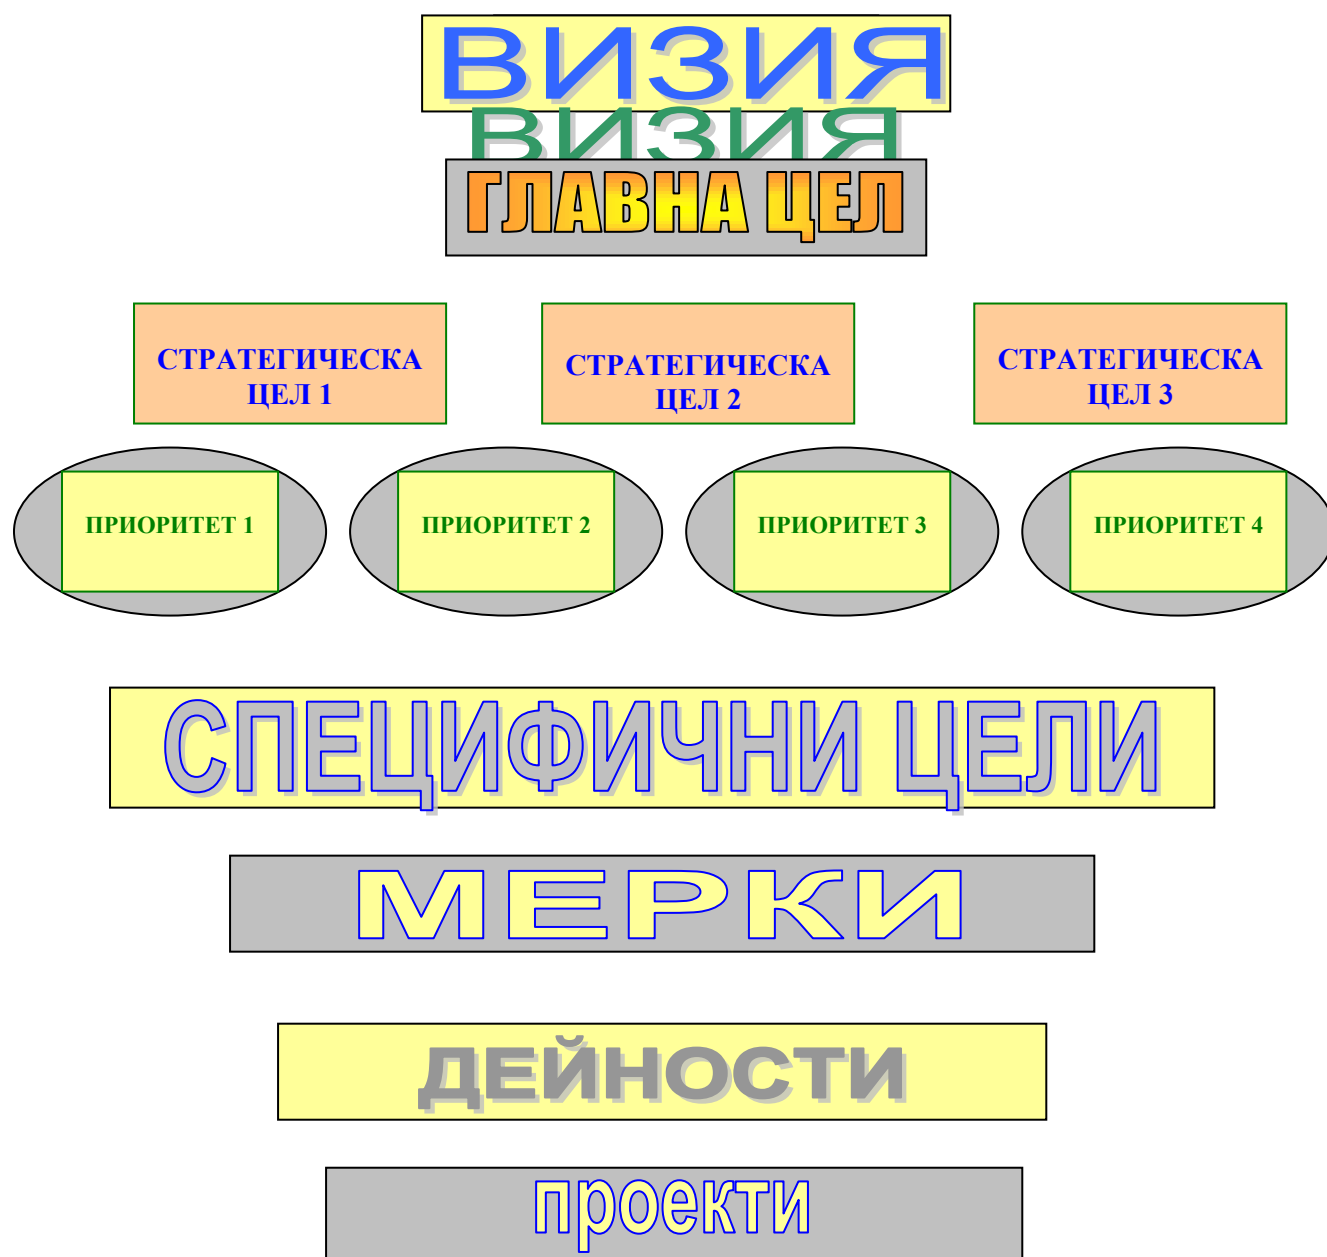 ВИЗИЯ
ВИЗИЯ
ГЛАВНА ЦЕЛ
СТРАТЕГИЧЕСКА
ЦЕЛ 1
СТРАТЕГИЧЕСКА
ЦЕЛ 2
СТРАТЕГИЧЕСКА
ЦЕЛ 3
ПРИОРИТЕТ 1
ПРИОРИТЕТ 2
ПРИОРИТЕТ 3
ПРИОРИТЕТ 4
СПЕЦИФИЧНИ ЦЕЛИ
МЕРКИ
ДЕЙНОСТИ
проекти